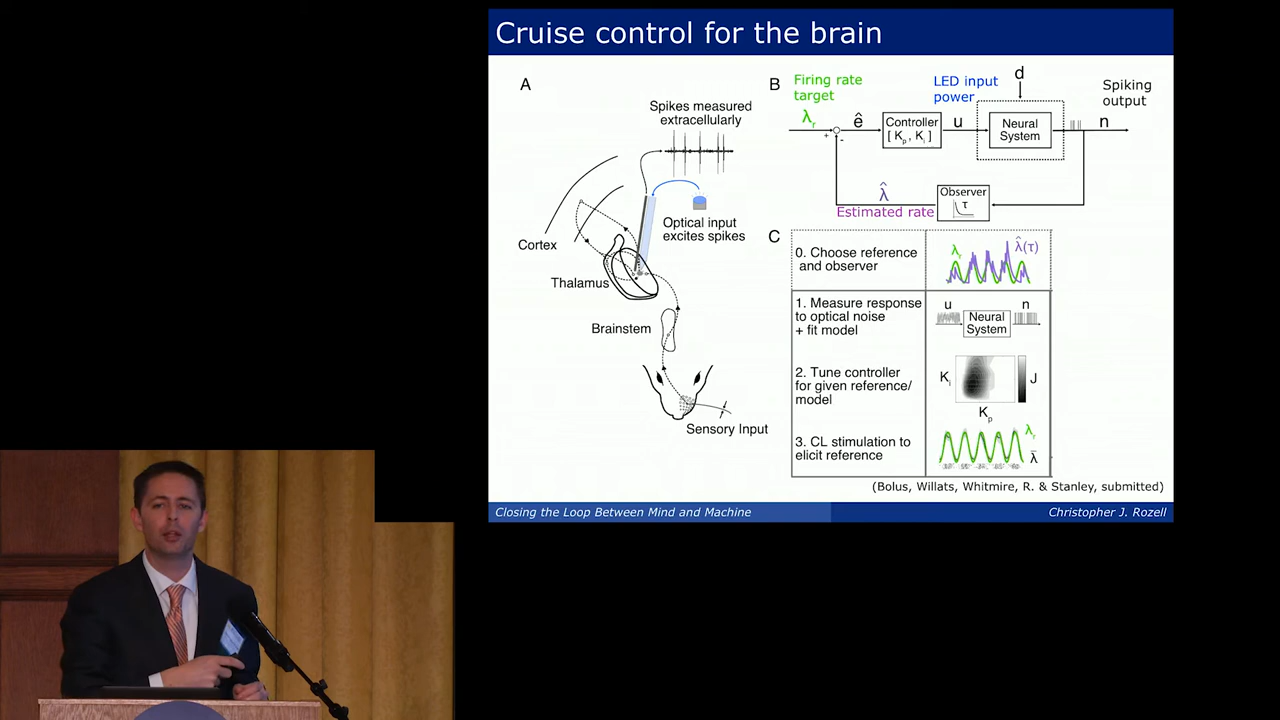 Cruise control for the brain
A
Spikes measured
extracellularly
Optical input
excites spikes
Cortex
Thalamus
Brainstem
Sensory Input
B
Firing rate
target
λr
+
-
ê
Controller
[ Kp, Ki ]
u
LED input
power
d
Neural
System
Spiking
output
n
Observer
τ
λ̂
Estimated rate
C
0. Choose reference
and observer
λr
λ̂(τ)
1. Measure response
to optical noise
+ fit model
u
Neural
System
n
2. Tune controller
for given reference/
model
Ki
J
Kp
3. CL stimulation to
elicit reference
λr
λ̄
(Bolus, Willats, Whitmire, R. & Stanley, submitted)
Closing the Loop Between Mind and Machine
Christopher J. Rozell